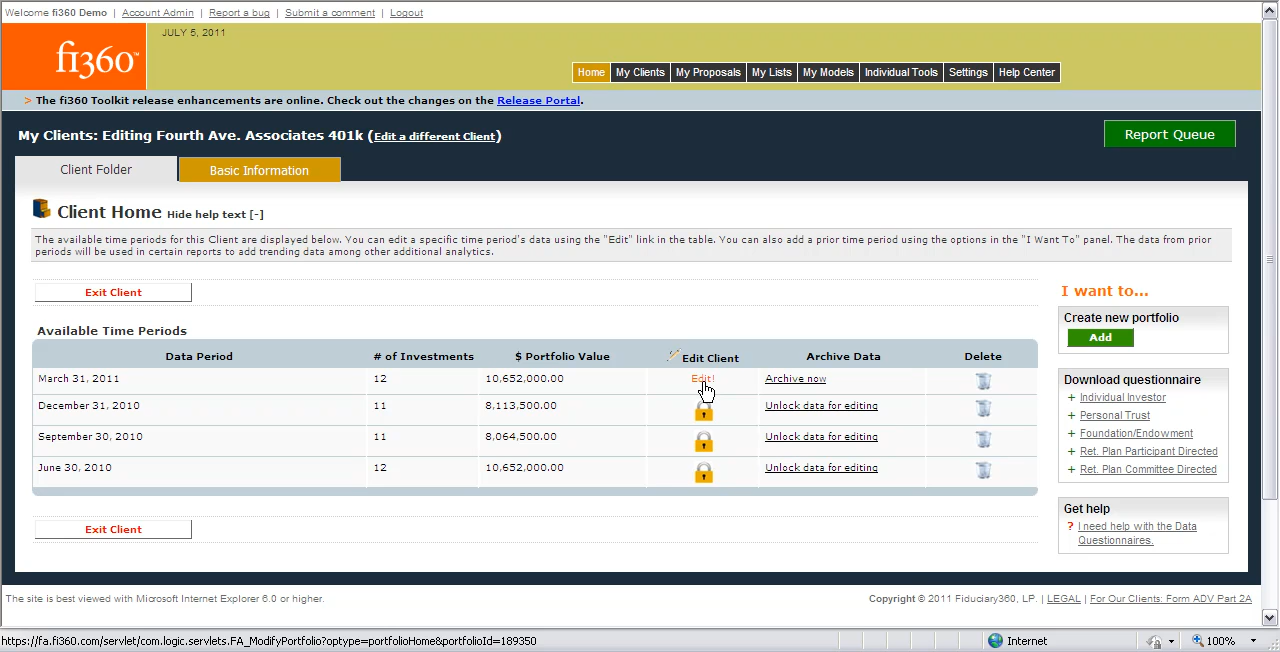 Welcome fi360 Demo | Account Admin | Report a bug | Submit a comment | Logout
fi360™
JULY 5, 2011
Home My Clients My Proposals My Lists My Models Individual Tools Settings Help Center
> The fi360 Toolkit release enhancements are online. Check out the changes on the Release Portal.
My Clients: Editing Fourth Ave. Associates 401k (Edit a different Client)
Report Queue
Client Folder Basic Information
Client Home Hide help text [-]
The available time periods for this Client are displayed below. You can edit a specific time period's data using the "Edit" link in the table. You can also add a prior time period using the options in the "I Want To" panel. The data from prior
periods will be used in certain reports to add trending data among other additional analytics.
Exit Client
Available Time Periods
Data Period # of Investments $ Portfolio Value Edit Client Archive Data Delete
March 31, 2011 12 10,652,000.00 Edit! Archive now
December 31, 2010 11 8,113,500.00 Unlock data for editing
September 30, 2010 11 8,064,500.00 Unlock data for editing
June 30, 2010 12 10,652,000.00 Unlock data for editing
Exit Client
I want to...
Create new portfolio
Add
Download questionnaire
+ Individual Investor
+ Personal Trust
+ Foundation/Endowment
+ Ret. Plan Participant Directed
+ Ret. Plan Committee Directed
Get help
? I need help with the Data
Questionnaires.
The site is best viewed with Microsoft Internet Explorer 6.0 or higher.
Copyright © 2011 Fiduciary360, LP. | LEGAL | For Our Clients: Form ADV Part 2A
https://fa.fi360.com/servlet/com.logic.servlets.FA_ModifyPortfolio?optype=portfolioHome&portfolioId=189350
Internet
100%